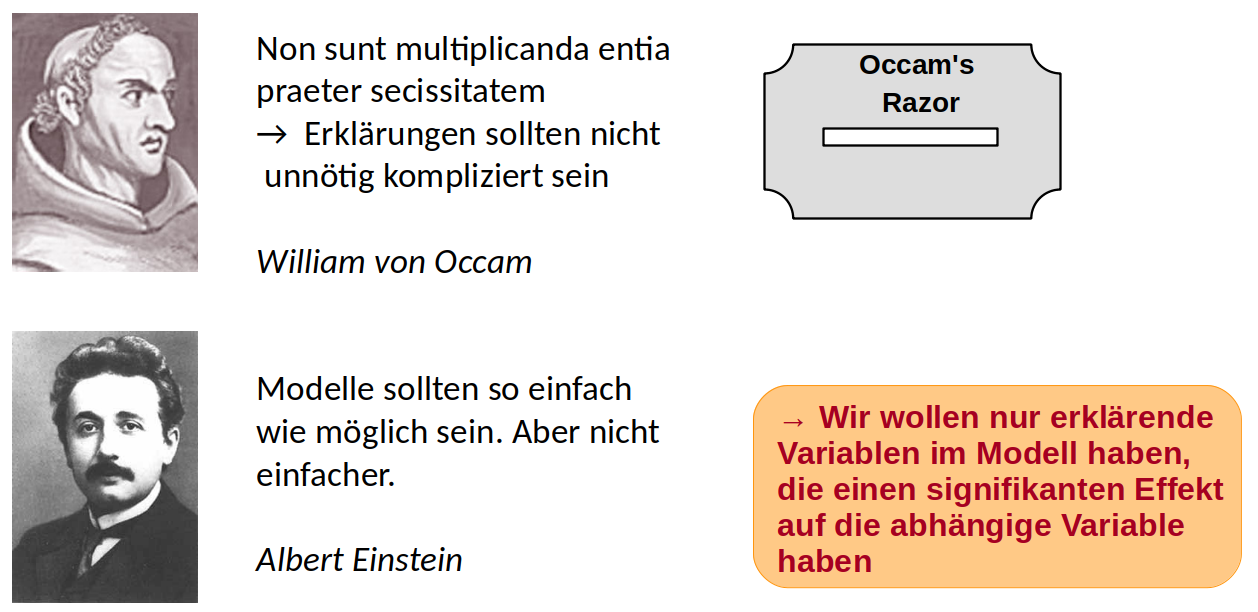 Non sunt multiplicanda entia
praeter secissitatem
→ Erklärungen sollten nicht
unnötig kompliziert sein
William von Occam
Occam's
Razor
Modelle sollten so einfach
wie möglich sein. Aber nicht
einfacher.
Albert Einstein
→ Wir wollen nur erklärende
Variablen im Modell haben,
die einen signifikanten Effekt
auf die abhängige Variable
haben